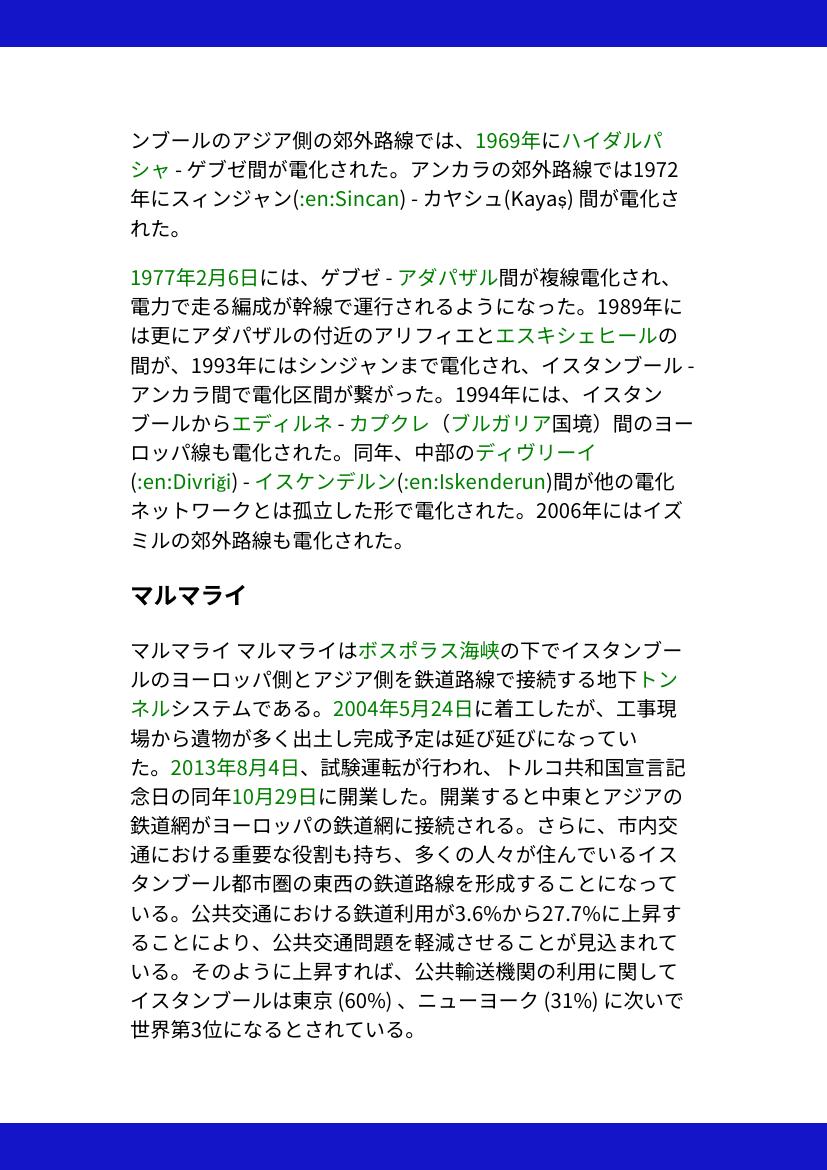 ンブールのアジア側の郊外路線では、1969年にハイダルパ
シャ - ゲブゼ間が電化された。アンカラの郊外路線では1972
年にスィンジャン(:en:Sincan) - カヤシュ(Kayaş) 間が電化さ
れた。
1977年2月6日には、ゲブゼ - アダパザル間が複線電化され、
電力で走る編成が幹線で運行されるようになった。1989年に
は更にアダパザルの付近のアリフィエとエスキシェヒールの
間が、1993年にはシンジャンまで電化され、イスタンブール -
アンカラ間で電化区間が繋がった。1994年には、イスタン
ブールからエディルネ - カプクレ（ブルガリア国境）間のヨー
ロッパ線も電化された。同年、中部のディヴリーイ
(:en:Divriği) - イスケンデルン(:en:Iskenderun)間が他の電化
ネットワークとは孤立した形で電化された。2006年にはイズ
ミルの郊外路線も電化された。
マルマライ
マルマライ マルマライはボスポラス海峡の下でイスタンブー
ルのヨーロッパ側とアジア側を鉄道路線で接続する地下トン
ネルシステムである。2004年5月24日に着工したが、工事現
場から遺物が多く出土し完成予定は延び延びになってい
た。2013年8月4日、試験運転が行われ、トルコ共和国宣言記
念日の同年10月29日に開業した。開業すると中東とアジアの
鉄道網がヨーロッパの鉄道網に接続される。さらに、市内交
通における重要な役割も持ち、多くの人々が住んでいるイス
タンブール都市圏の東西の鉄道路線を形成することになって
いる。公共交通における鉄道利用が3.6%から27.7%に上昇す
ることにより、公共交通問題を軽減させることが見込まれて
いる。そのように上昇すれば、公共輸送機関の利用に関して
イスタンブールは東京 (60%) 、ニューヨーク (31%) に次いで
世界第3位になるとされている。